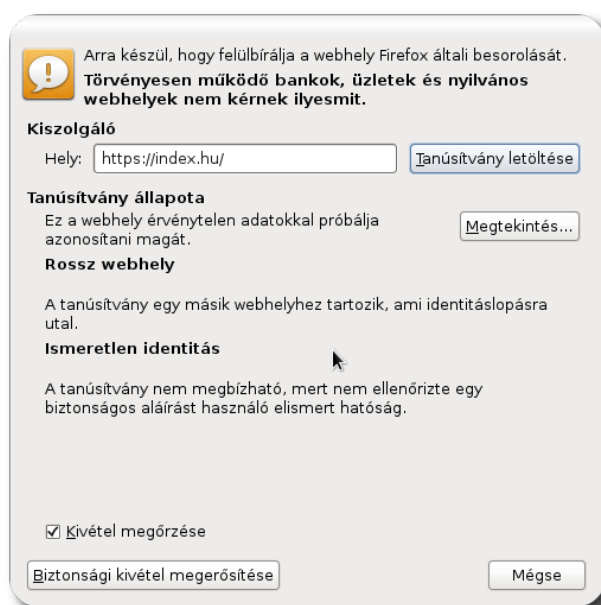 Arra készül, hogy felülbírálja a webhely Firefox általi besorolását.
Törvényesen működő bankok, üzletek és nyilvános
webhelyek nem kérnek ilyesmit.
Kiszolgáló
Hely: https://index.hu/ Tanúsítvány letöltése
Tanúsítvány állapota
Ez a webhely érvénytelen adatokkal próbálja
azonosítani magát.
Megtekintés...
Rossz webhely
A tanúsítvány egy másik webhelyhez tartozik, ami identitáslopásra
utal.
Ismeretlen identitás
A tanúsítvány nem megbízható, mert nem ellenőrizte egy
biztonságos aláírást használó elismert hatóság.
Kivétel megőrzése
Biztonsági kivétel megerősítése Mégse